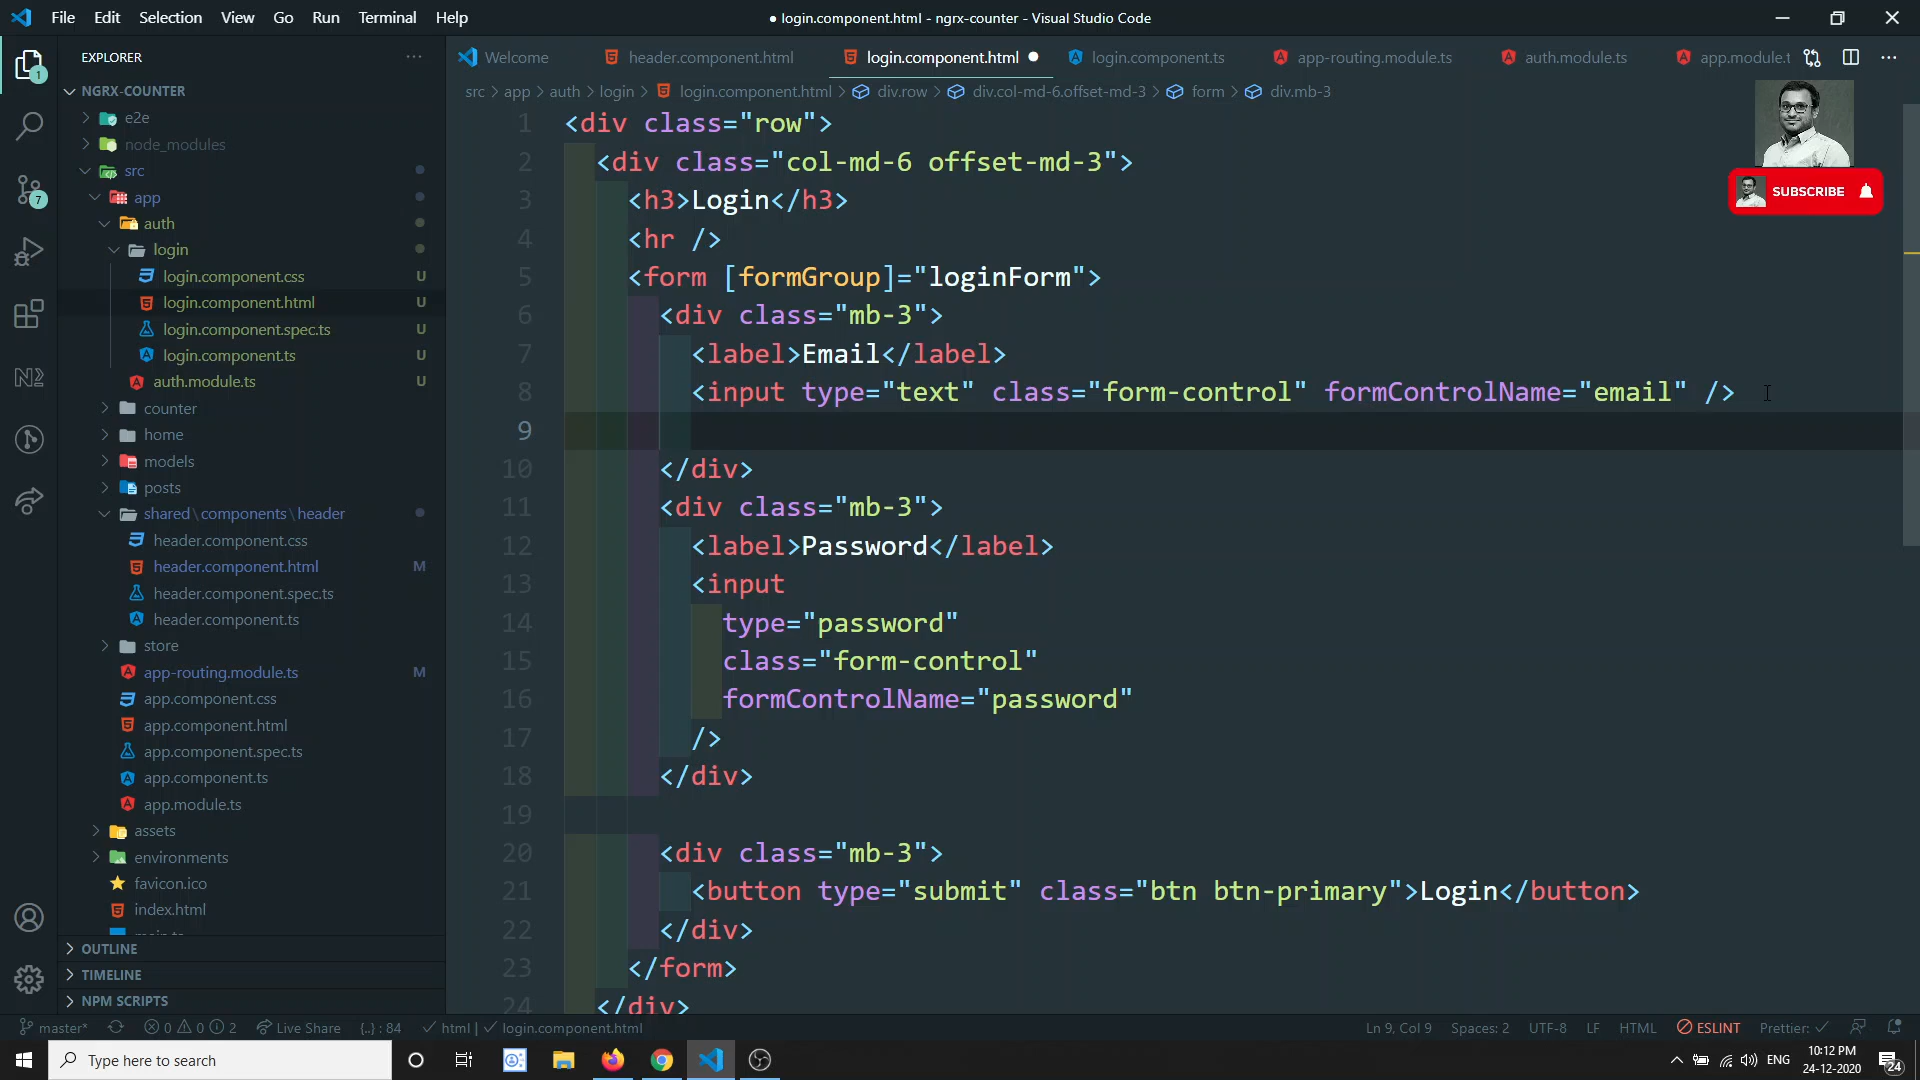 File Edit Selection View Go Run Terminal Help
● login.component.html - ngrx-counter - Visual Studio Code
EXPLORER
NGRX-COUNTER
e2e
node_modules
src
app
auth
login
login.component.css U
login.component.html U
login.component.spec.ts U
login.component.ts U
auth.module.ts U
counter
home
models
posts
shared\components\header
header.component.css
header.component.html M
header.component.spec.ts
header.component.ts
store
app-routing.module.ts M
app.component.css
app.component.html
app.component.spec.ts
app.component.ts
app.module.ts
assets
environments
favicon.ico
index.html
OUTLINE
TIMELINE
NPM SCRIPTS
1
7
Welcome header.component.html login.component.html login.component.ts app-routing.module.ts auth.module.ts app.module.t
src > app > auth > login > login.component.html > div.row > div.col-md-6.offset-md-3 > form > div.mb-3
SUBSCRIBE
1 <div class="row">
2 <div class="col-md-6 offset-md-3">
3 <h3>Login</h3>
4 <hr />
5 <form [formGroup]="loginForm">
6 <div class="mb-3">
7 <label>Email</label>
8 <input type="text" class="form-control" formControlName="email" />
9
10 </div>
11 <div class="mb-3">
12 <label>Password</label>
13 <input
14 type="password"
15 class="form-control"
16 formControlName="password"
17 />
18 </div>
19
20 <div class="mb-3">
21 <button type="submit" class="btn btn-primary">Login</button>
22 </div>
23 </form>
24 </div>
master* 0 0 2 Live Share {..} : 84 html | login.component.html Ln 9, Col 9 Spaces: 2 UTF-8 LF HTML ESLINT Prettier:
Type here to search
ENG
10:12 PM
24-12-2020
24